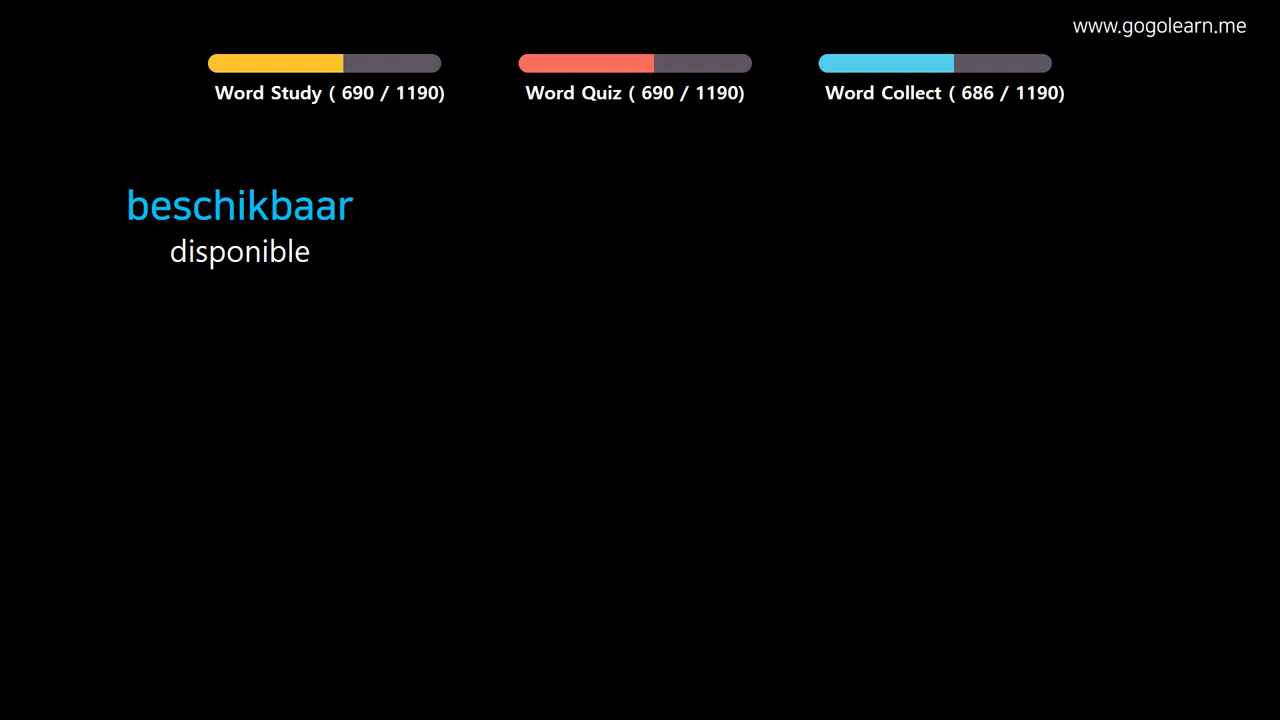 www.gogolearn.me
Word Study ( 690 / 1190)
Word Quiz ( 690 / 1190)
Word Collect ( 686 / 1190)
beschikbaar
disponible